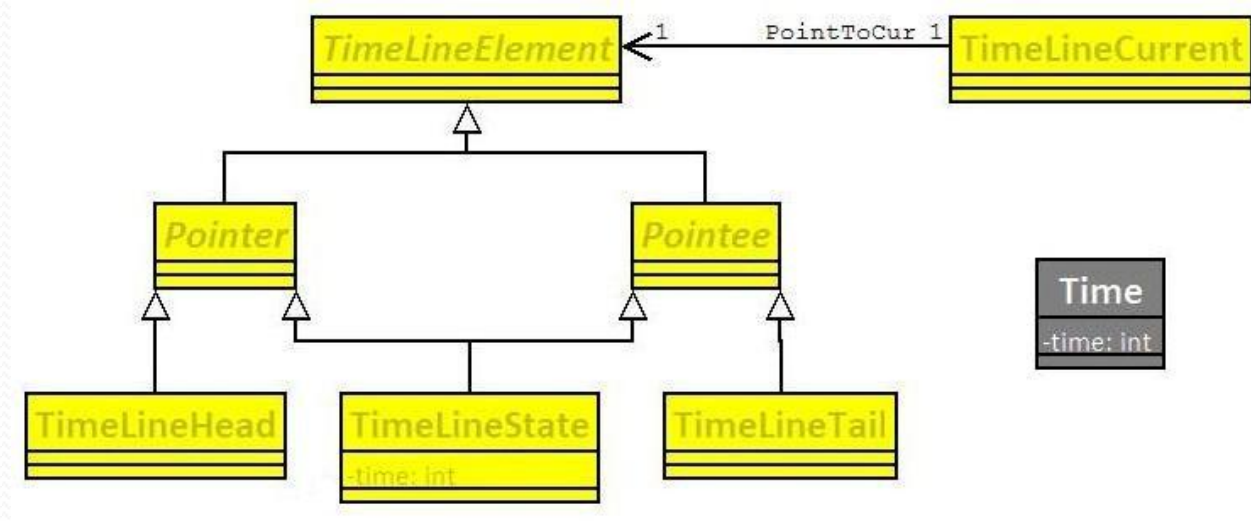 TimeLineElement
1
PointToCur 1
TimeLineCurrent
Pointer
Pointee
Time
-time: int
TimeLineHead
TimeLineState
TimeLineTail
-time: int